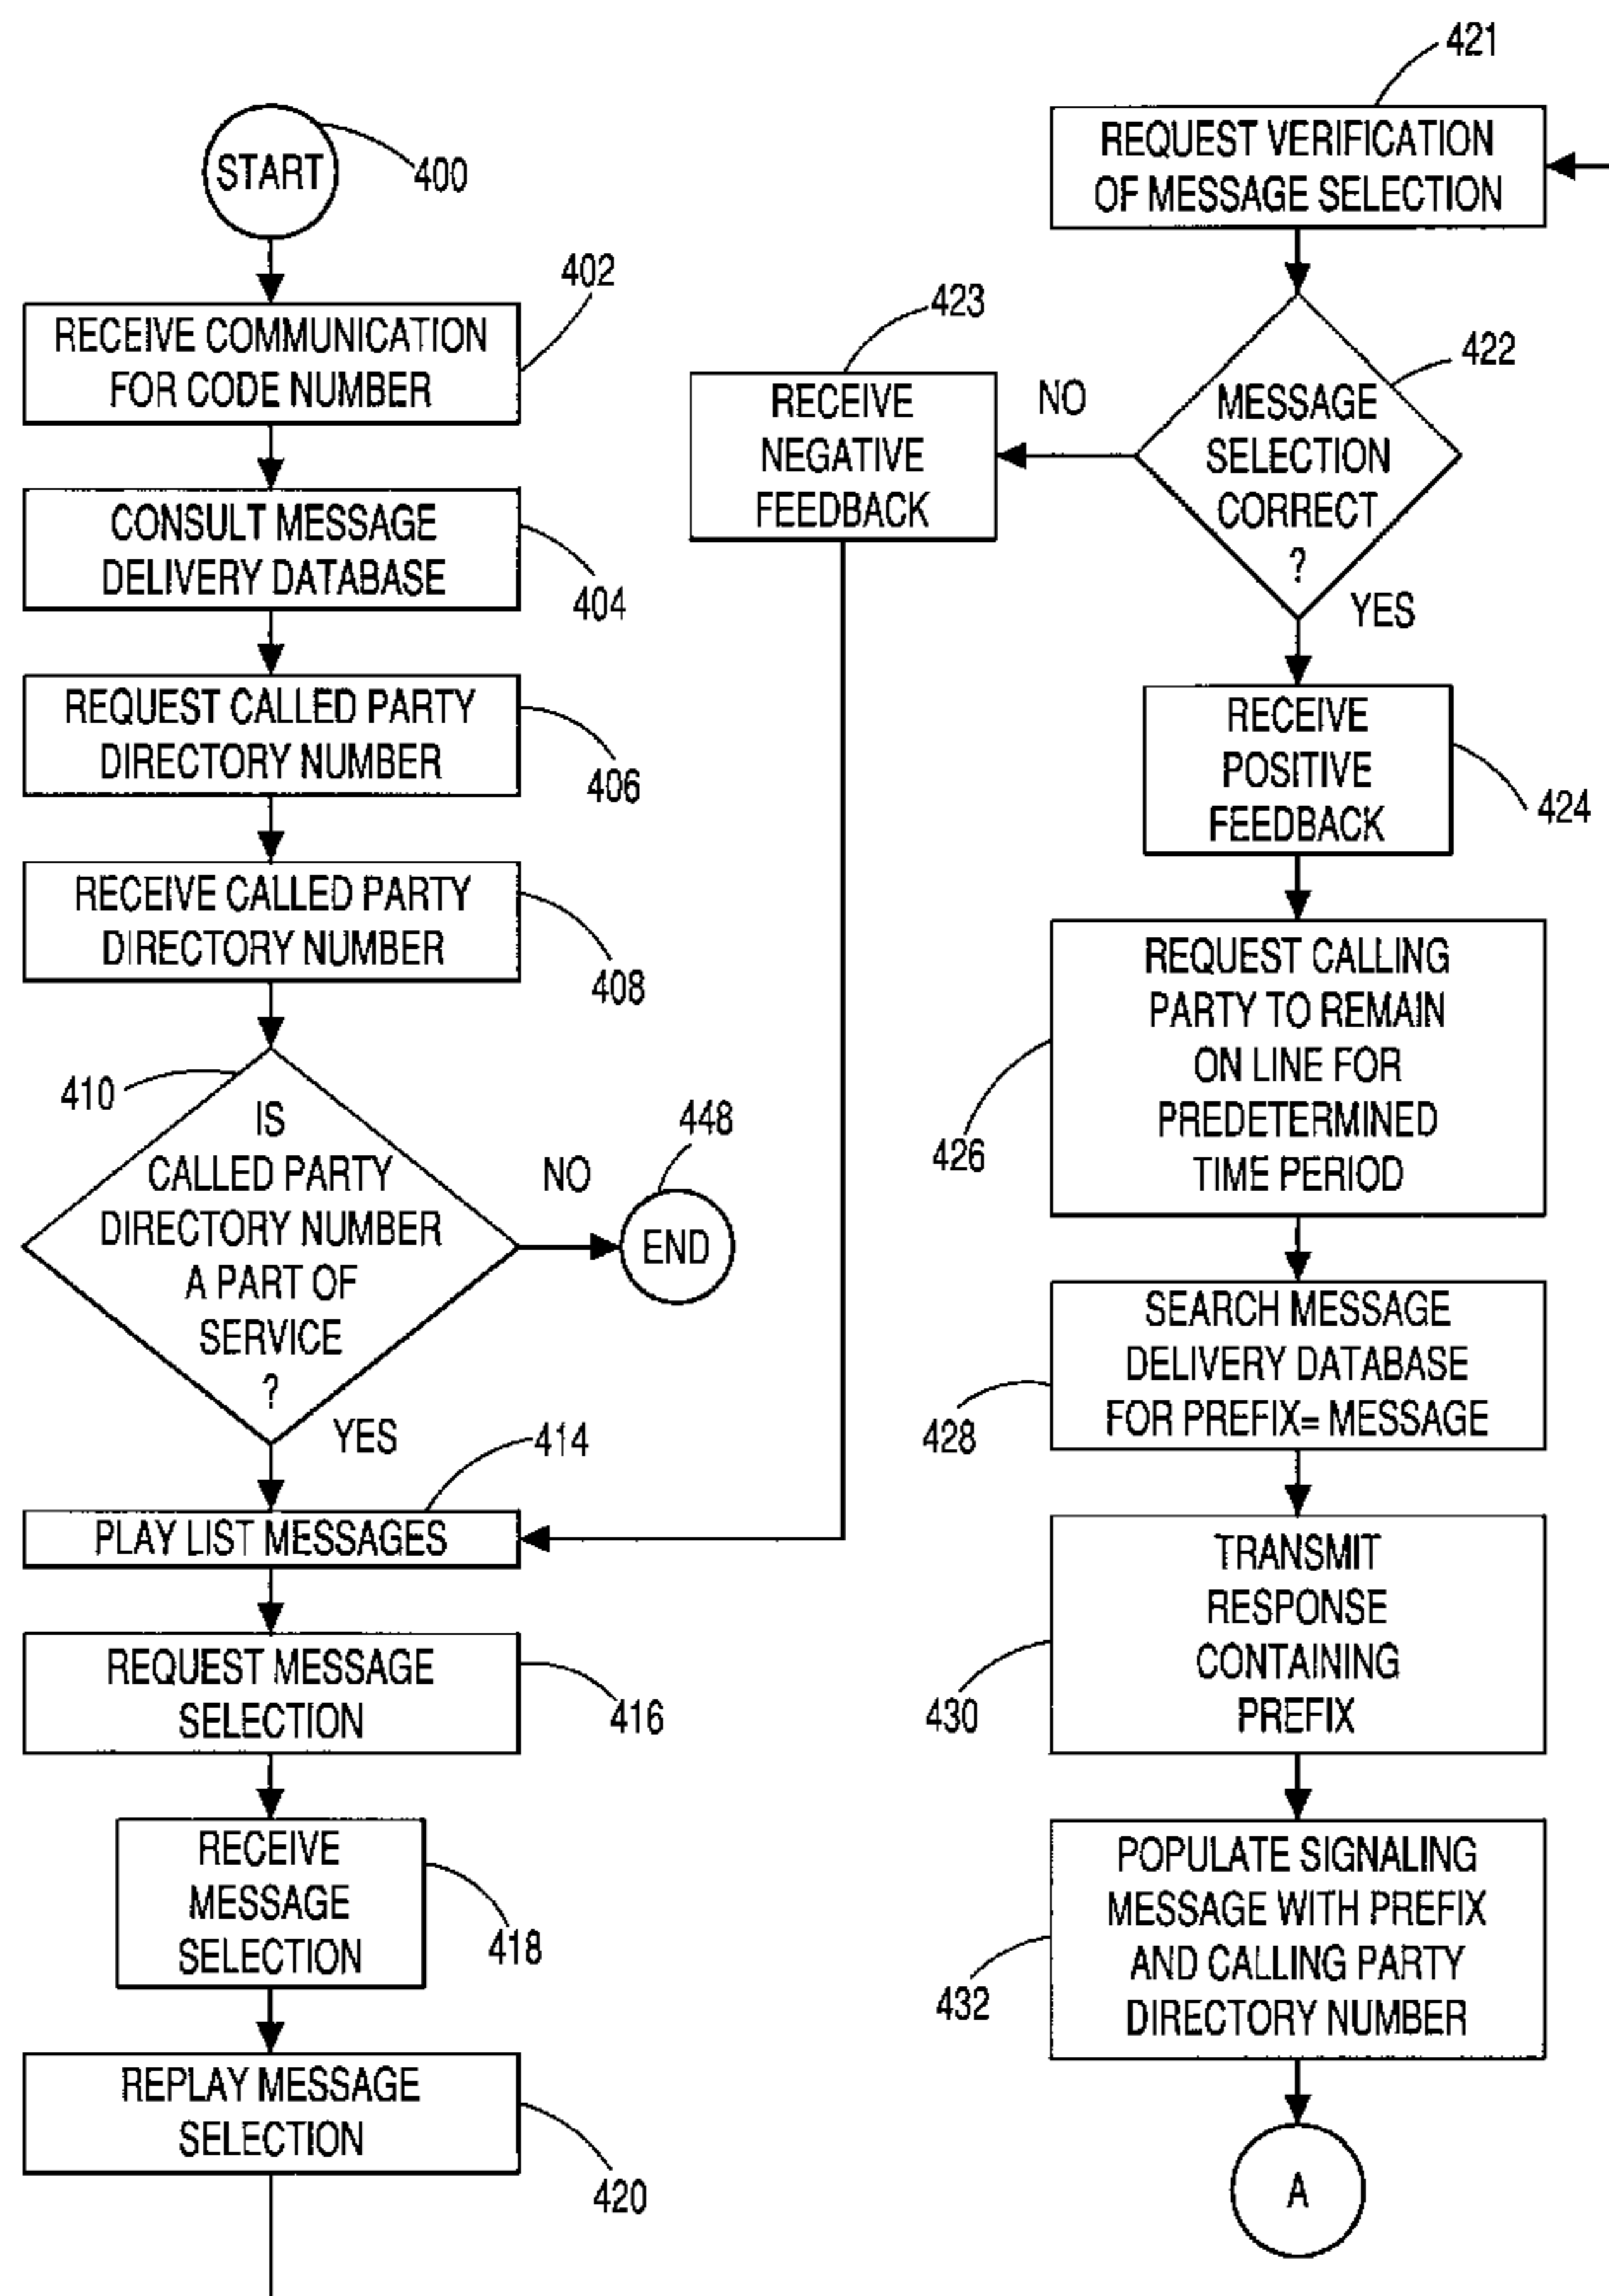 START
400
RECEIVE COMMUNICATION
FOR CODE NUMBER
402
CONSULT MESSAGE
DELIVERY DATABASE
404
REQUEST CALLED PARTY
DIRECTORY NUMBER
406
RECEIVE CALLED PARTY
DIRECTORY NUMBER
408
410
IS
CALLED PARTY
DIRECTORY NUMBER
A PART OF
SERVICE
?
NO
448
END
YES
414
PLAY LIST MESSAGES
REQUEST MESSAGE
SELECTION
416
RECEIVE
MESSAGE
SELECTION
418
REPLAY MESSAGE
SELECTION
420
421
REQUEST VERIFICATION
OF MESSAGE SELECTION
422
MESSAGE
SELECTION
CORRECT
?
NO
423
RECEIVE
NEGATIVE
FEEDBACK
YES
RECEIVE
POSITIVE
FEEDBACK
424
REQUEST CALLING
PARTY TO REMAIN
ON LINE FOR
PREDETERMINED
TIME PERIOD
426
SEARCH MESSAGE
DELIVERY DATABASE
FOR PREFIX= MESSAGE
428
TRANSMIT
RESPONSE
CONTAINING
PREFIX
430
POPULATE SIGNALING
MESSAGE WITH PREFIX
AND CALLING PARTY
DIRECTORY NUMBER
432
A